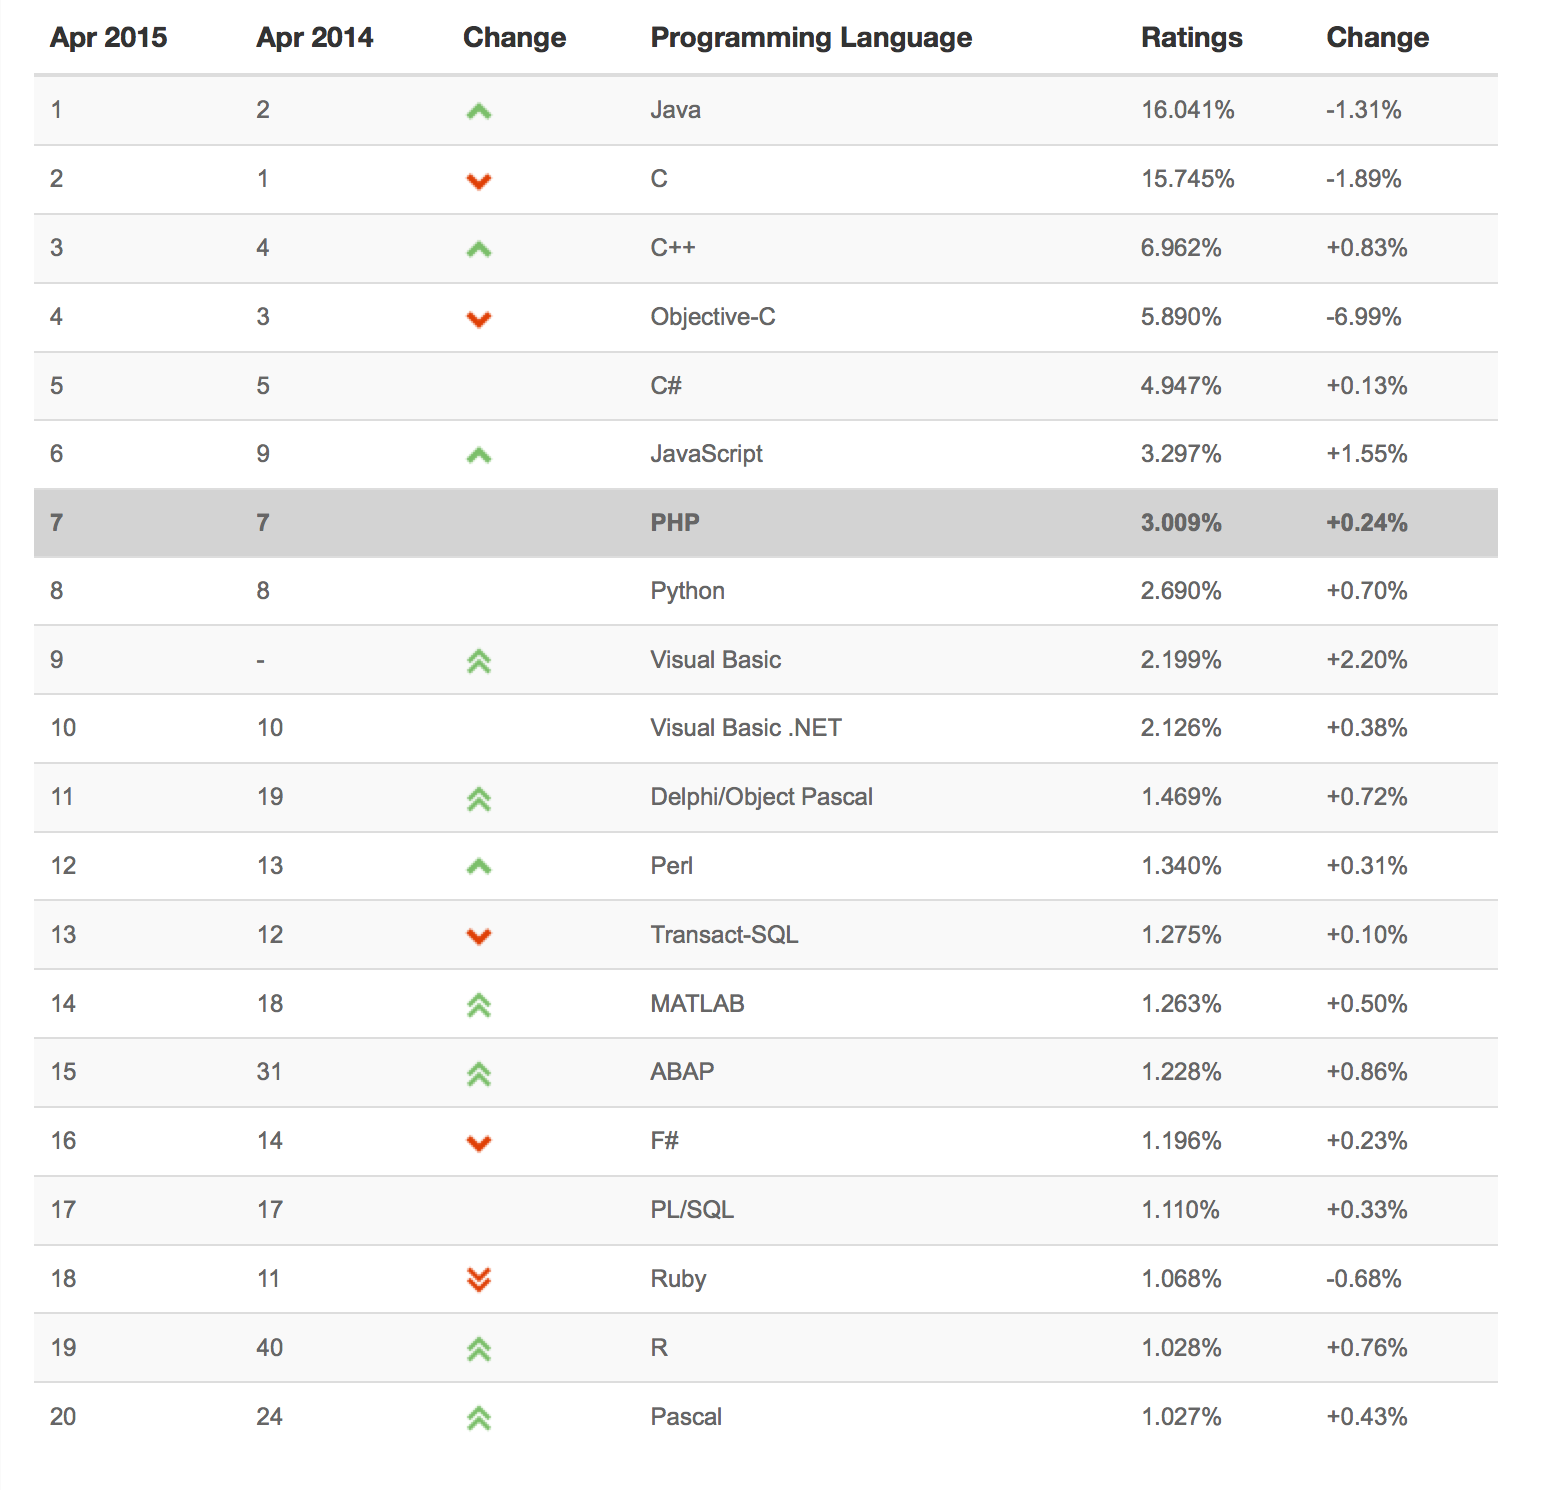 Apr 2015 Apr 2014 Change Programming Language Ratings Change
1 2 Java 16.041% -1.31%
2 1 C 15.745% -1.89%
3 4 C++ 6.962% +0.83%
4 3 Objective-C 5.890% -6.99%
5 5 C# 4.947% +0.13%
6 9 JavaScript 3.297% +1.55%
7 7 PHP 3.009% +0.24%
8 8 Python 2.690% +0.70%
9 - Visual Basic 2.199% +2.20%
10 10 Visual Basic .NET 2.126% +0.38%
11 19 Delphi/Object Pascal 1.469% +0.72%
12 13 Perl 1.340% +0.31%
13 12 Transact-SQL 1.275% +0.10%
14 18 MATLAB 1.263% +0.50%
15 31 ABAP 1.228% +0.86%
16 14 F# 1.196% +0.23%
17 17 PL/SQL 1.110% +0.33%
18 11 Ruby 1.068% -0.68%
19 40 R 1.028% +0.76%
20 24 Pascal 1.027% +0.43%